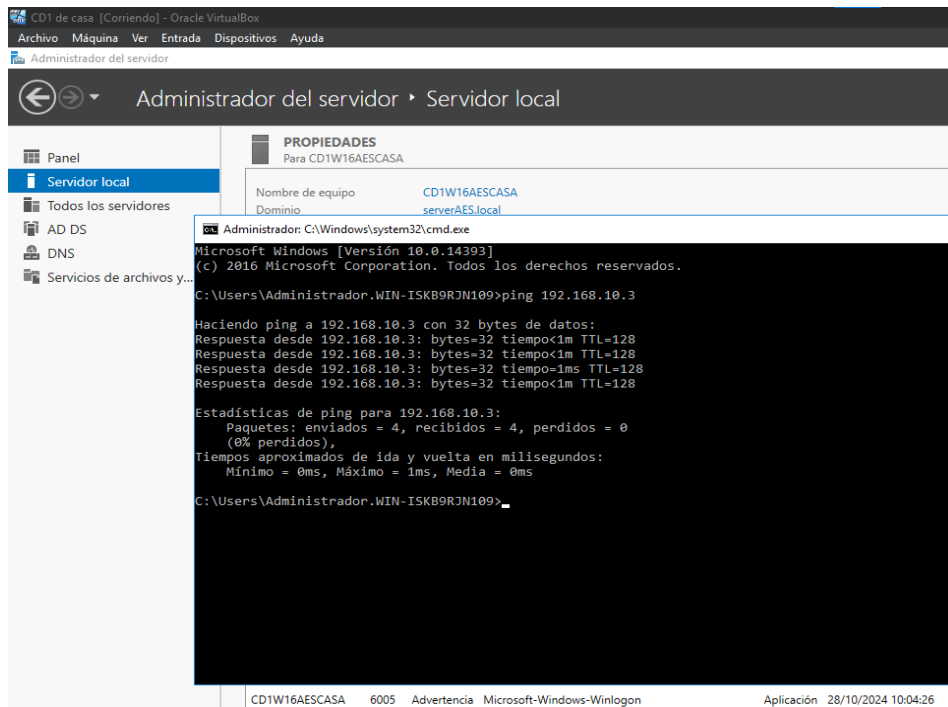 CD1 de casa [Corriendo] - Oracle VirtualBox
Archivo Máquina Ver Entrada Dispositivos Ayuda
Administrador del servidor
Administrador del servidor ‣ Servidor local
Panel
Servidor local
Todos los servidores
AD DS
DNS
Servicios de archivos y...
PROPIEDADES
Para CD1W16AESCASA
Nombre de equipo CD1W16AESCASA
Dominio serverAES.local
Administrador: C:\Windows\system32\cmd.exe
Microsoft Windows [Versión 10.0.14393]
(c) 2016 Microsoft Corporation. Todos los derechos reservados.
C:\Users\Administrador.WIN-ISKB9RJN109>ping 192.168.10.3
Haciendo ping a 192.168.10.3 con 32 bytes de datos:
Respuesta desde 192.168.10.3: bytes=32 tiempo<1m TTL=128
Respuesta desde 192.168.10.3: bytes=32 tiempo<1m TTL=128
Respuesta desde 192.168.10.3: bytes=32 tiempo=1ms TTL=128
Respuesta desde 192.168.10.3: bytes=32 tiempo<1m TTL=128
Estadísticas de ping para 192.168.10.3:
Paquetes: enviados = 4, recibidos = 4, perdidos = 0
(0% perdidos),
Tiempos aproximados de ida y vuelta en milisegundos:
Mínimo = 0ms, Máximo = 1ms, Media = 0ms
C:\Users\Administrador.WIN-ISKB9RJN109>
CD1W16AESCASA 6005 Advertencia Microsoft-Windows-Winlogon Aplicación 28/10/2024 10:04:26